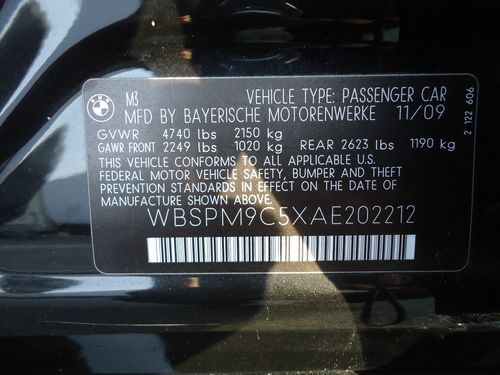 BMW
M3
VEHICLE TYPE: PASSENGER CAR
MFD BY BAYERISCHE MOTORENWERKE 11/09
GVWR 4740 lbs 2150 kg
GAWR FRONT 2249 lbs 1020 kg REAR 2623 lbs 1190 kg
THIS VEHICLE CONFORMS TO ALL APPLICABLE U.S.
FEDERAL MOTOR VEHICLE SAFETY, BUMPER AND THEFT
PREVENTION STANDARDS IN EFFECT ON THE DATE OF
MANUFACTURE SHOWN ABOVE.
WBSPM9C5XAE202212
2 122 606